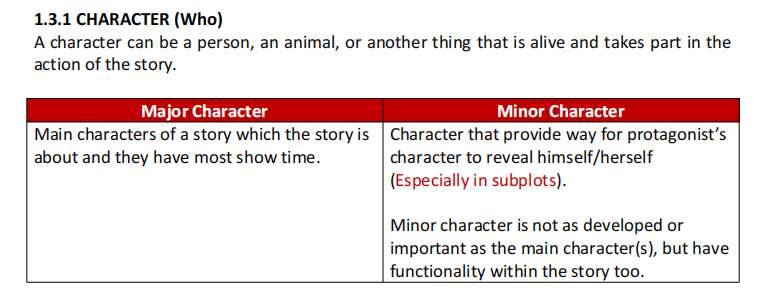 1.3.1 CHARACTER (Who)
A character can be a person, an animal, or another thing that is alive and takes part in the
action of the story.
Major Character
Main characters of a story which the story is
about and they have most show time.
Minor Character
Character that provide way for protagonist's
character to reveal himself/herself
(Especially in subplots).
Minor character is not as developed or
important as the main character(s), but have
functionality within the story too.